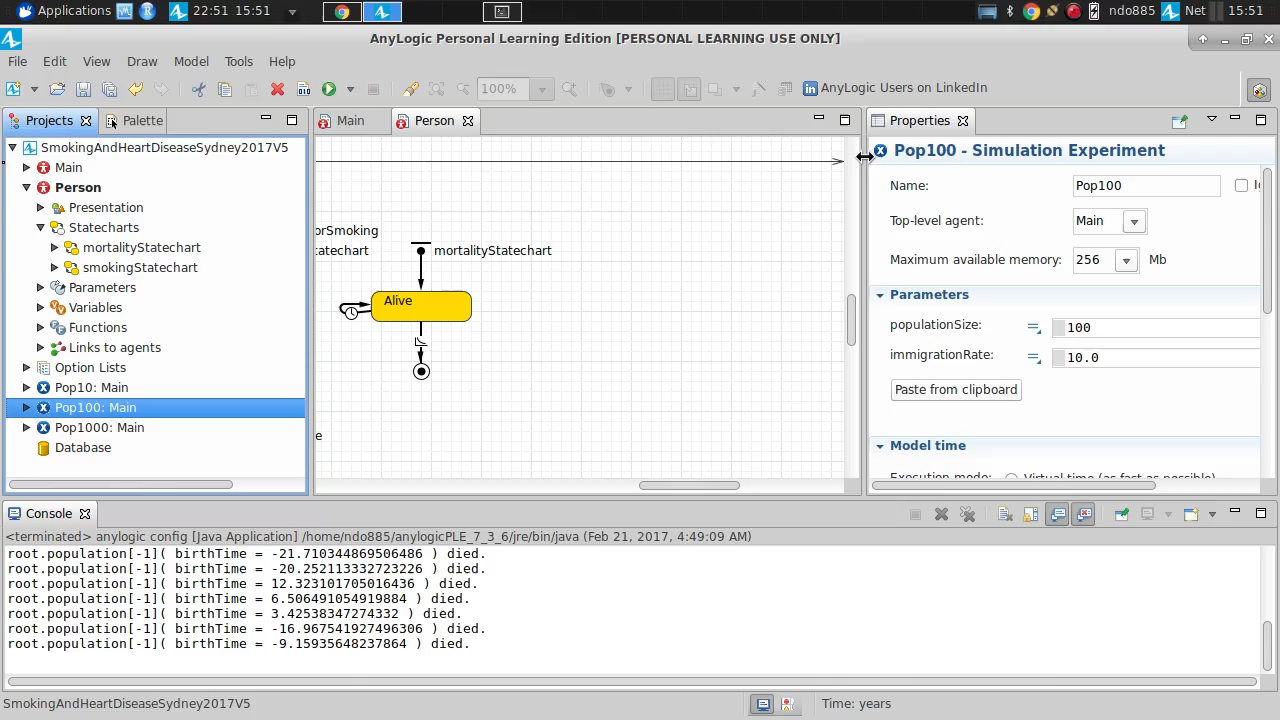 Applications 22:51 15:51 ndo885 Net 15:51
AnyLogic Personal Learning Edition [PERSONAL LEARNING USE ONLY]
File Edit View Draw Model Tools Help
100% AnyLogic Users on LinkedIn
Projects Palette
SmokingAndHeartDiseaseSydney2017V5
Main
Person
Presentation
Statecharts
mortalityStatechart
smokingStatechart
Parameters
Variables
Functions
Links to agents
Option Lists
Pop10: Main
Pop100: Main
Pop1000: Main
Database
Main Person
orSmoking
tatechart mortalityStatechart
Alive
e
Properties
Pop100 - Simulation Experiment
Name: Pop100
Top-level agent: Main
Maximum available memory: 256 Mb
Parameters
populationSize: 100
immigrationRate: 10.0
Paste from clipboard
Model time
Execution mode: Virtual time (as fast as possible)
Console
<terminated> anylogic config [Java Application] /home/ndo885/anylogicPLE_7_3_6/jre/bin/java (Feb 21, 2017, 4:49:09 AM)
root.population[-1]( birthTime = -21.710344869506486 ) died.
root.population[-1]( birthTime = -20.252113332723226 ) died.
root.population[-1]( birthTime = 12.323101705016436 ) died.
root.population[-1]( birthTime = 6.506491054919884 ) died.
root.population[-1]( birthTime = 3.42538347274332 ) died.
root.population[-1]( birthTime = -16.967541927496306 ) died.
root.population[-1]( birthTime = -9.15935648237864 ) died.
SmokingAndHeartDiseaseSydney2017V5 Time: years